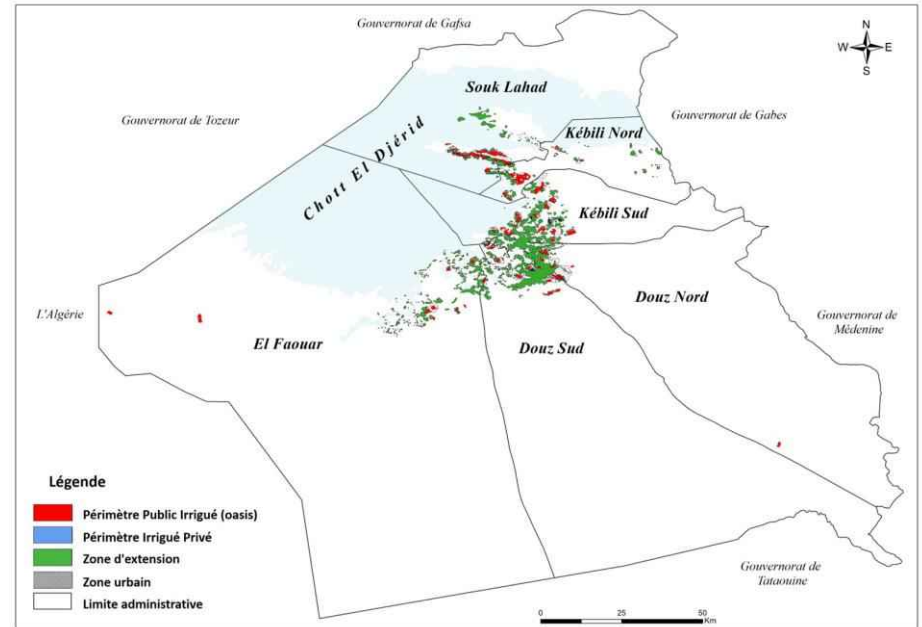 Gouvernorat de Gafsa
N
W E
S
Souk Lahad
Gouvernorat de Tozeur
Gouvernorat de Gabes
Kébili Nord
Chott El Djérid
Kébili Sud
Douz Nord
L'Algérie
Gouvernorat de
Médenine
El Faouar
Douz Sud
Légende
Périmètre Public Irrigué (oasis)
Périmètre Irrigué Privé
Zone d'extension
Zone urbain
Limite administrative
Gouvernorat de
Tataouine
0 25 50
Km